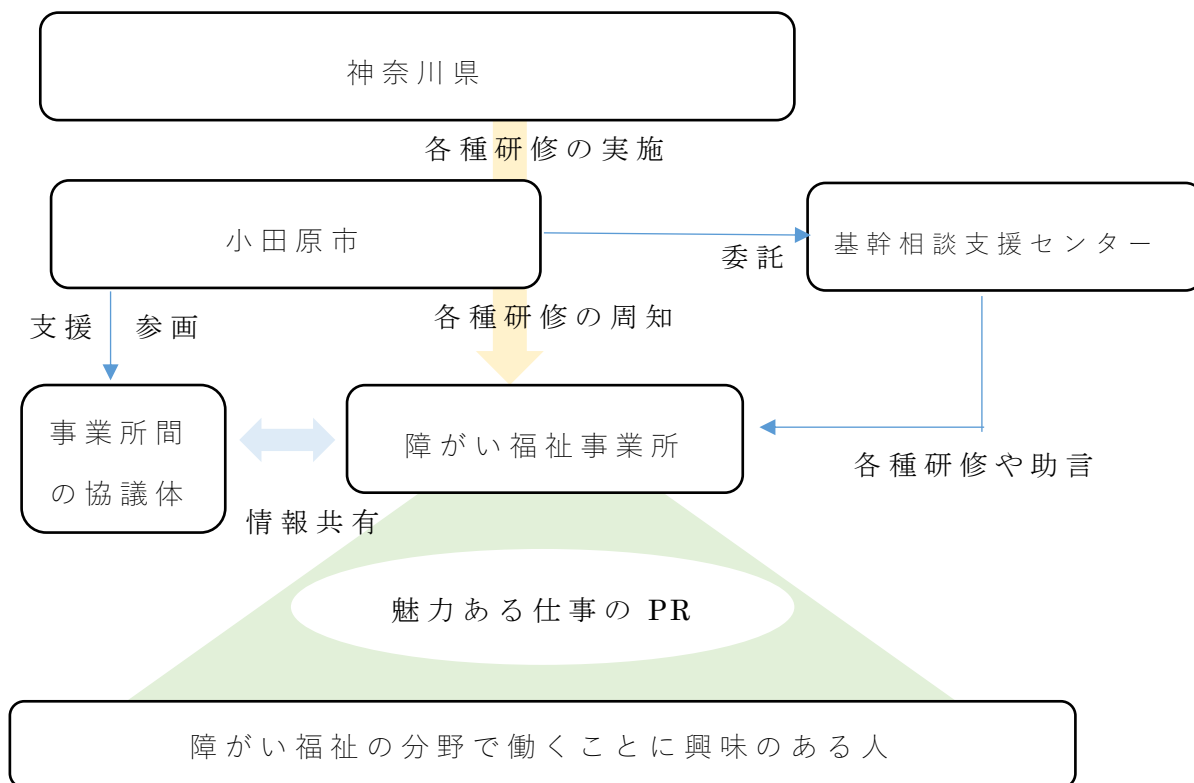 神奈川県
各種研修の実施
小田原市
委託
基幹相談支援センター
支援 参画
各種研修の周知
事業所間
の協議体
情報共有
障がい福祉事業所
各種研修や助言
魅力ある仕事の PR
障がい福祉の分野で働くことに興味のある人